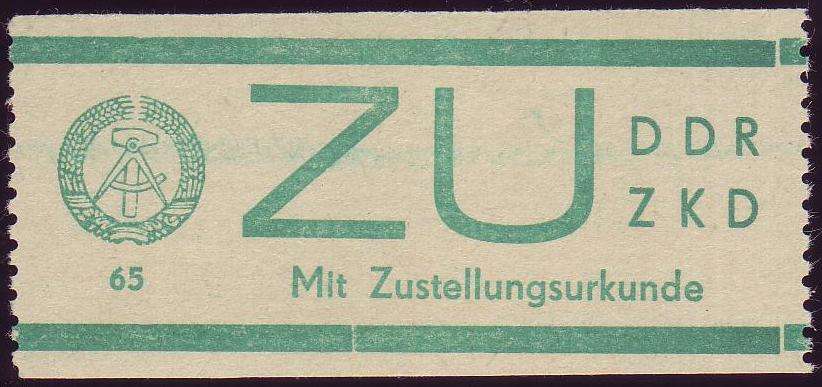 ZU
DDR
ZKD
65
Mit Zustellungsurkunde